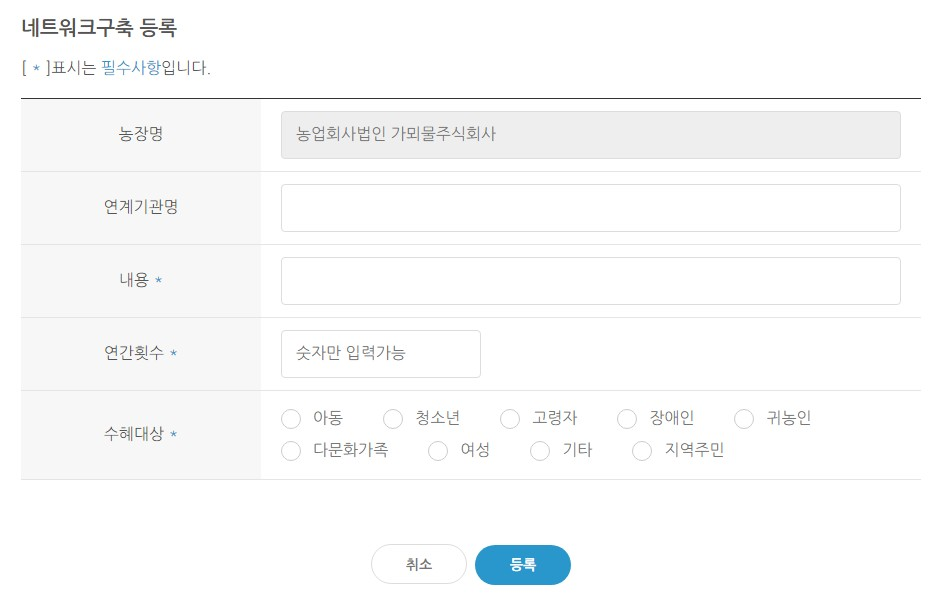 네트워크구축 등록
[ * ]표시는 필수사항입니다.
농장명
농업회사법인 가뫼물주식회사
연계기관명
내용 *
연간횟수 *
숫자만 입력가능
수혜대상 *
아동 청소년 고령자 장애인 귀농인
다문화가족 여성 기타 지역주민
취소 등록